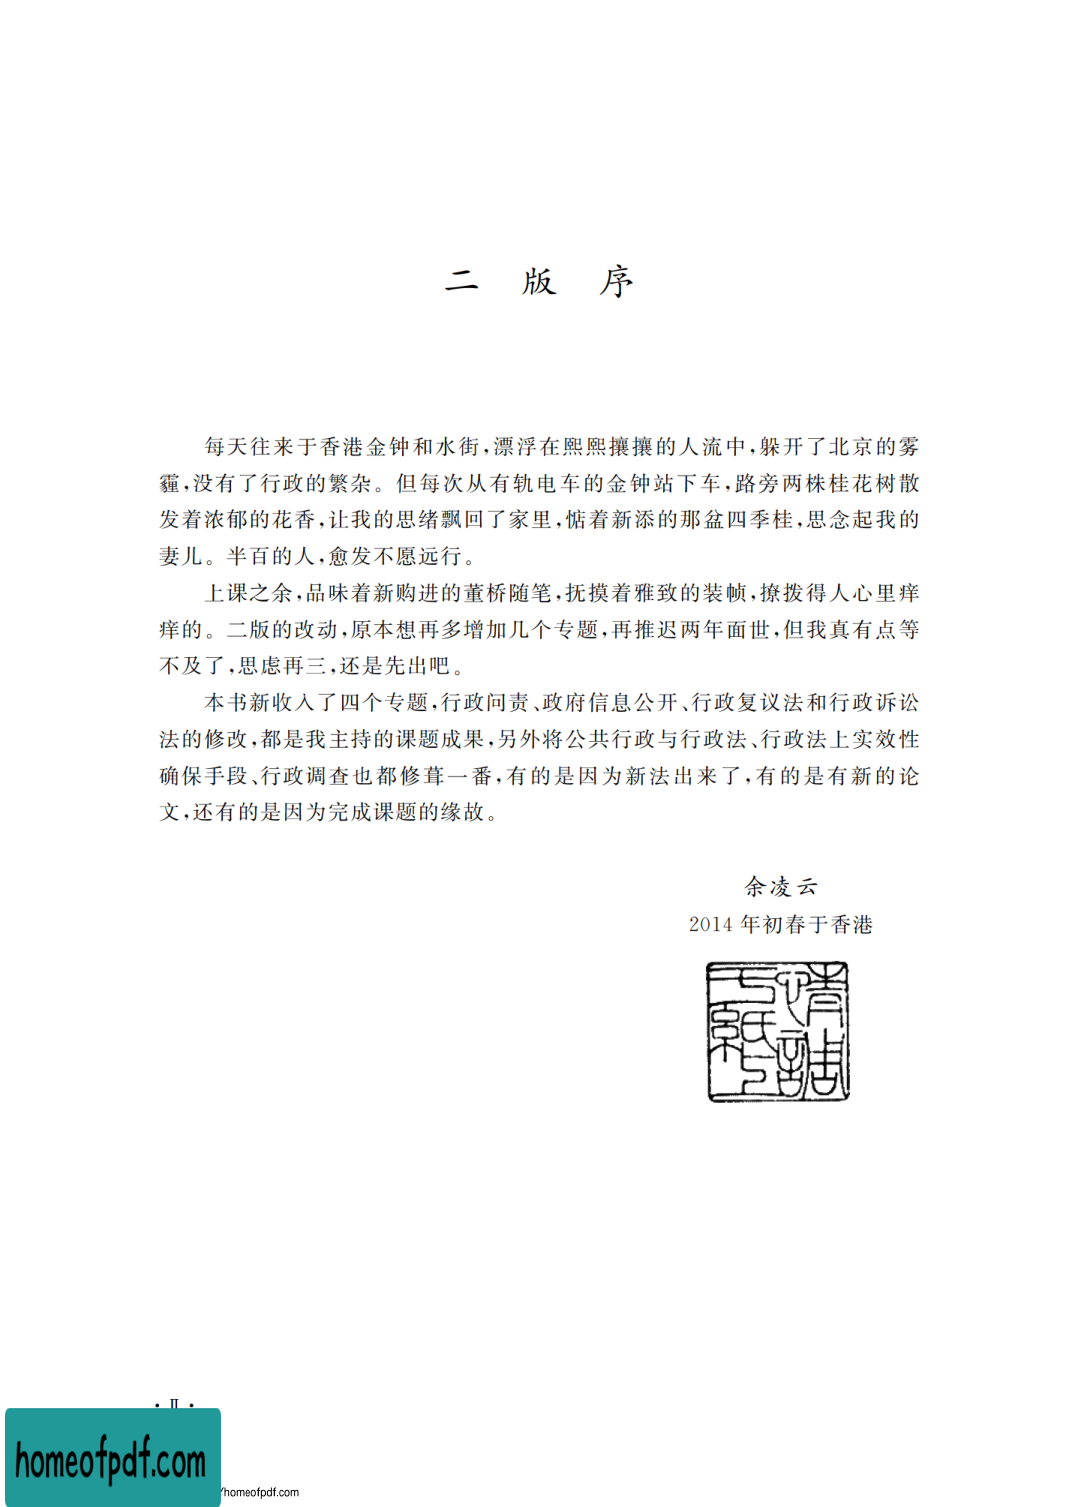 二 版 序
每天往来于香港金钟和水街,漂浮在熙熙攘攘的人流中,躲开了北京的雾
霾,没有了行政的繁杂。但每次从有轨电车的金钟站下车,路旁两株桂花树散
发着浓郁的花香,让我的思绪飘回了家里,惦着新添的那盆四季桂,思念起我的
妻儿。半百的人,愈发不愿远行。
上课之余,品味着新购进的董桥随笔,抚摸着雅致的装帧,撩拨得人心里痒
痒的。二版的改动,原本想再多增加几个专题,再推迟两年面世,但我真有点等
不及了,思虑再三,还是先出吧。
本书新收入了四个专题,行政问责、政府信息公开、行政复议法和行政诉讼
法的修改,都是我主持的课题成果,另外将公共行政与行政法、行政法上实效性
确保手段、行政调查也都修葺一番,有的是因为新法出来了,有的是有新的论
文,还有的是因为完成课题的缘故。
余凌云
2014 年初春于香港
· Ⅱ ·
homeofpdf.com
/homeofpdf.com